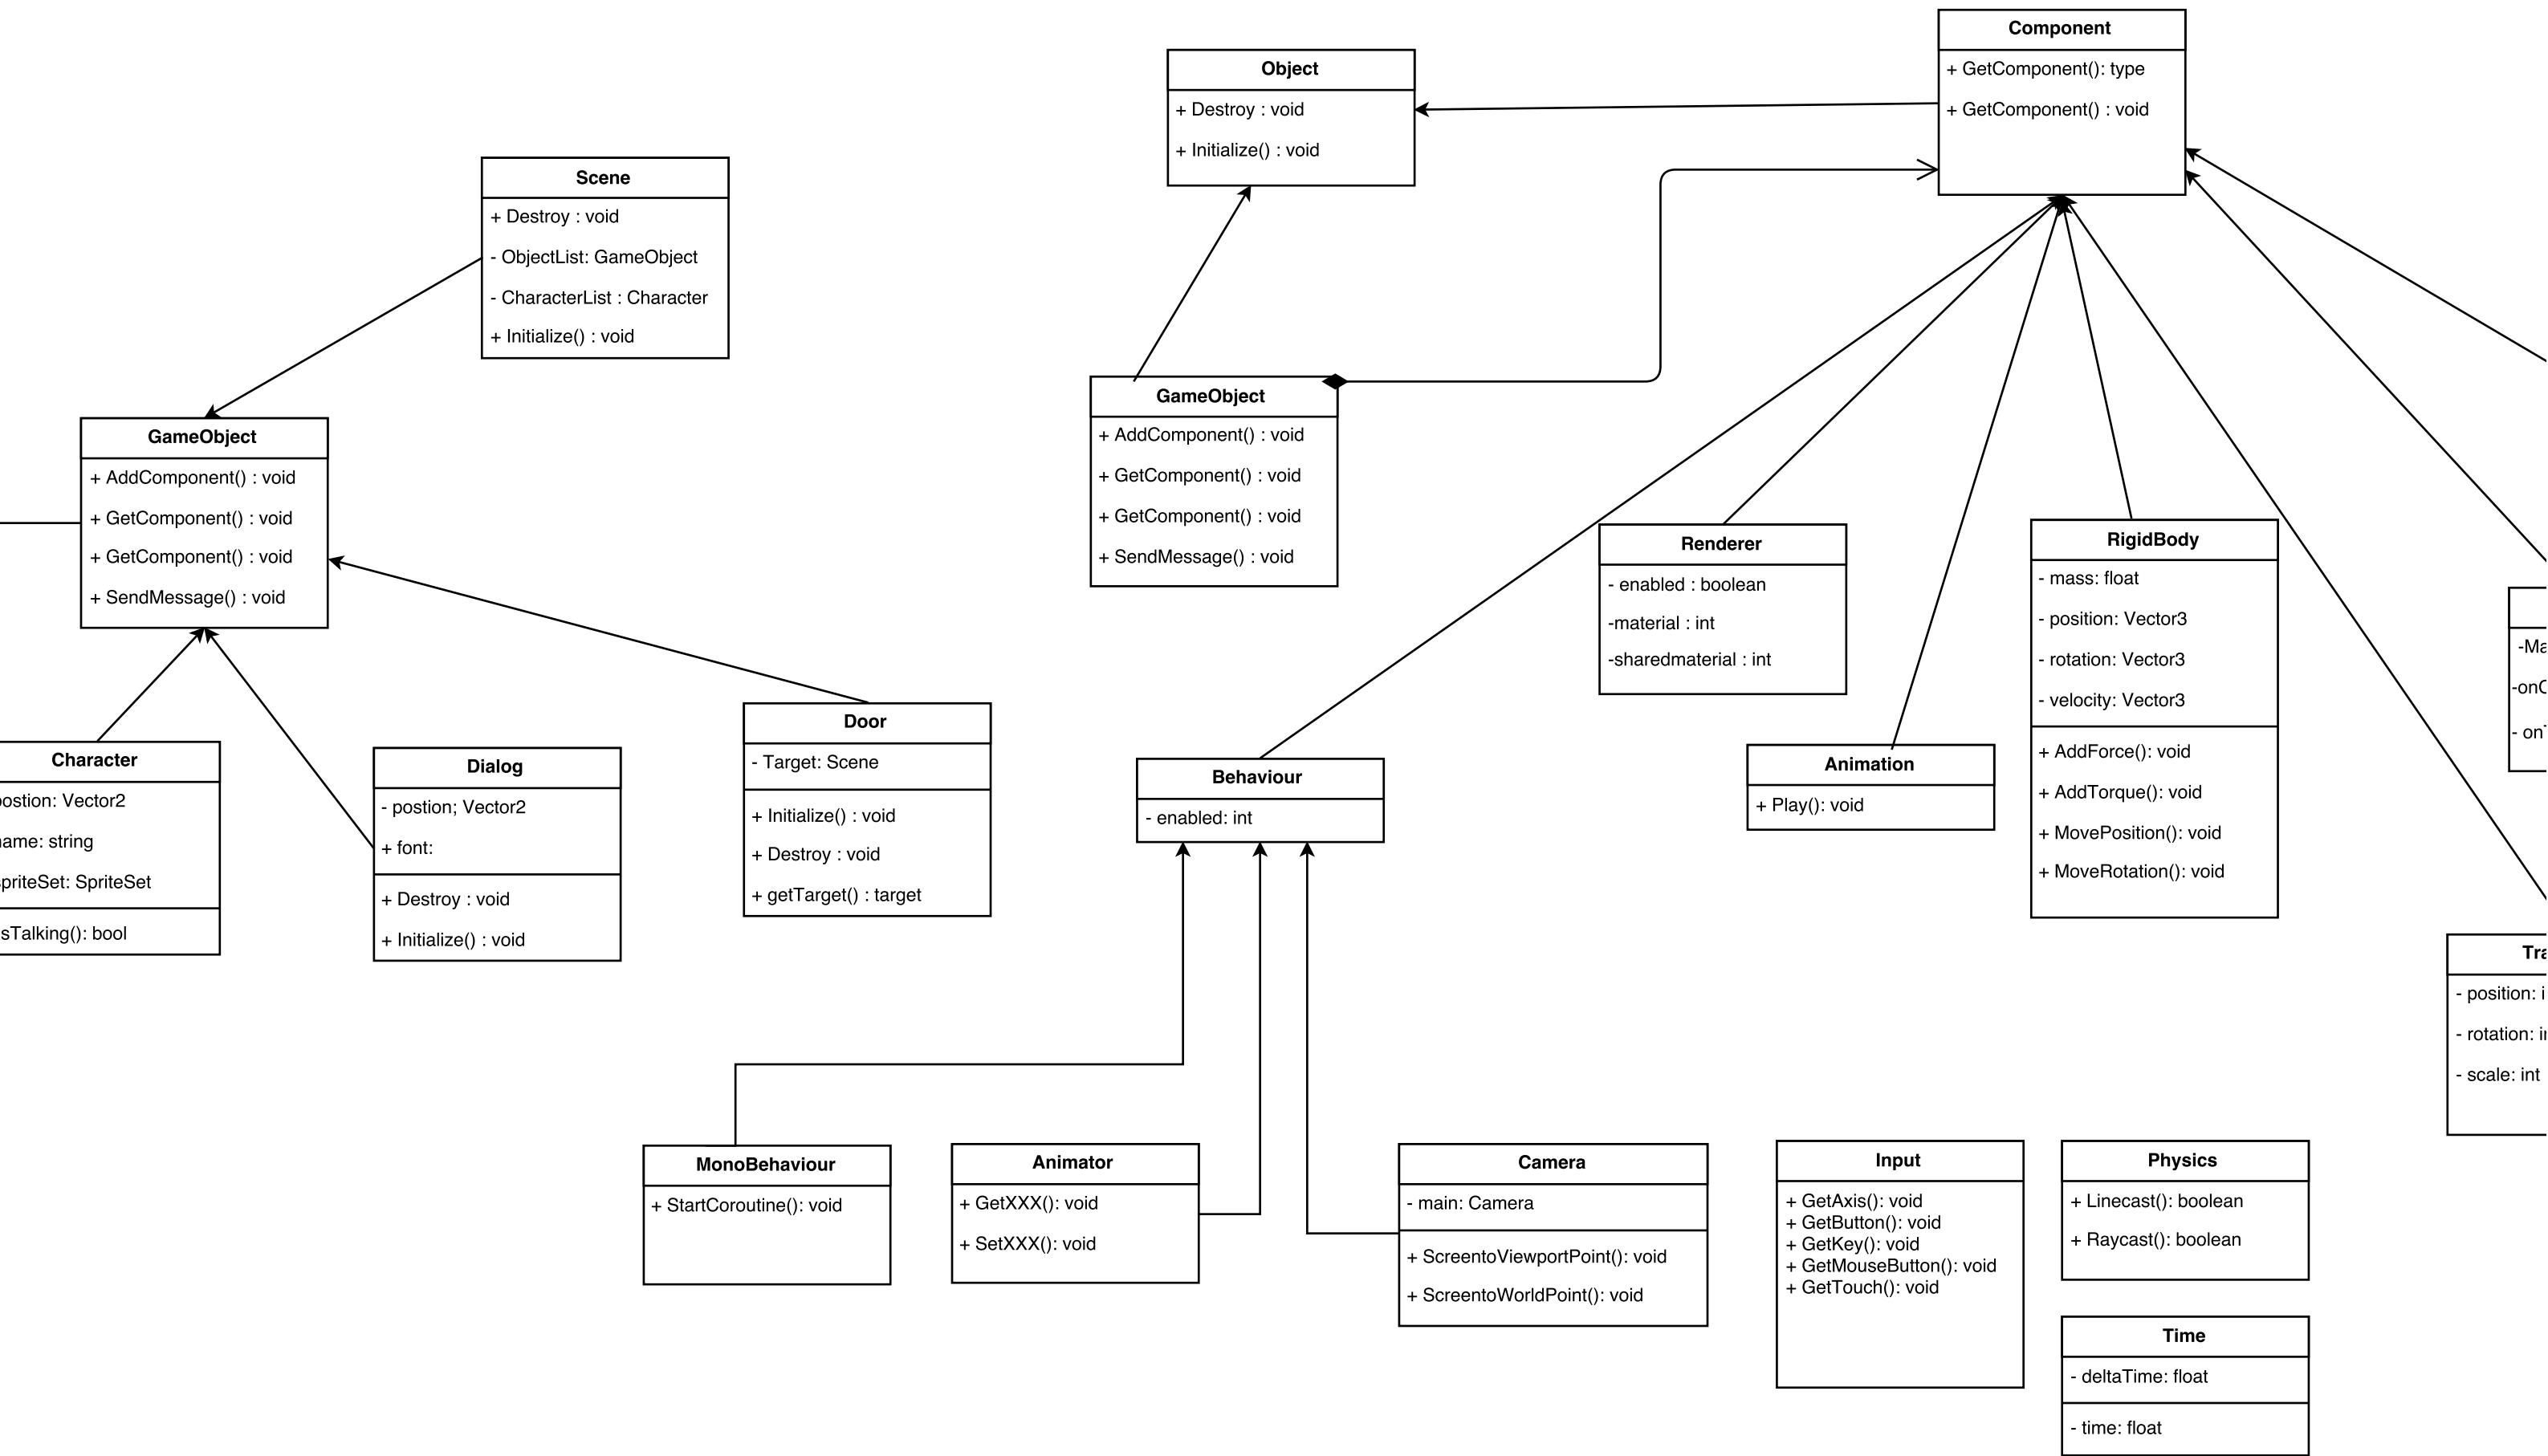 Component
+ GetComponent(): type
+ GetComponent() : void
Object
+ Destroy : void
+ Initialize() : void
Scene
+ Destroy : void
- ObjectList: GameObject
- CharacterList : Character
+ Initialize() : void
GameObject
+ AddComponent() : void
+ GetComponent() : void
+ GetComponent() : void
+ SendMessage() : void
GameObject
+ AddComponent() : void
+ GetComponent() : void
+ GetComponent() : void
+ SendMessage() : void
Renderer
- enabled : boolean
-material : int
-sharedmaterial : int
RigidBody
- mass: float
- position: Vector3
- rotation: Vector3
- velocity: Vector3
+ AddForce(): void
+ AddTorque(): void
+ MovePosition(): void
+ MoveRotation(): void
Character
postion: Vector2
name: string
spriteSet: SpriteSet
sTalking(): bool
Dialog
- postion; Vector2
+ font:
+ Destroy : void
+ Initialize() : void
Door
- Target: Scene
+ Initialize() : void
+ Destroy : void
+ getTarget() : target
Behaviour
- enabled: int
Animation
+ Play(): void
- position:
- rotation:
- scale: int
MonoBehaviour
+ StartCoroutine(): void
Animator
+ GetXXX(): void
+ SetXXX(): void
Camera
- main: Camera
+ ScreentoViewportPoint(): void
+ ScreentoWorldPoint(): void
Input
+ GetAxis(): void
+ GetButton(): void
+ GetKey(): void
+ GetMouseButton(): void
+ GetTouch(): void
Physics
+ Linecast(): boolean
+ Raycast(): boolean
Time
- deltaTime: float
- time: float